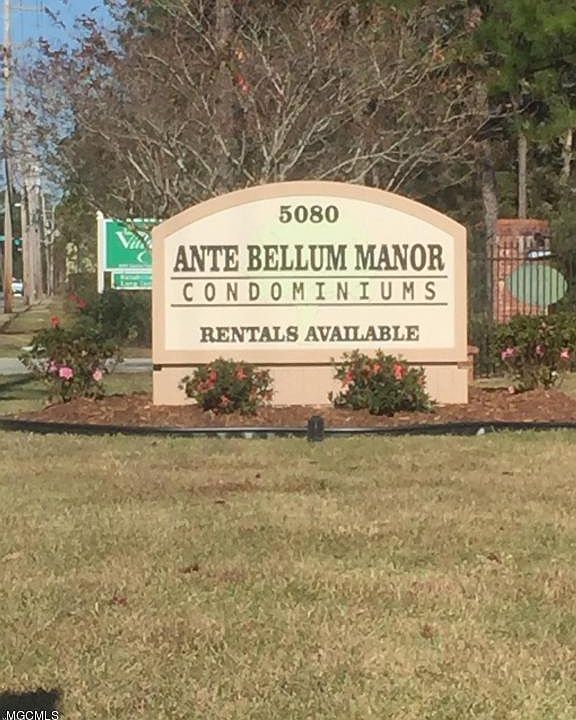 5080
ANTE BELLUM MANOR
CONDOMINIUMS
RENTALS AVAILABLE
MGCMLS